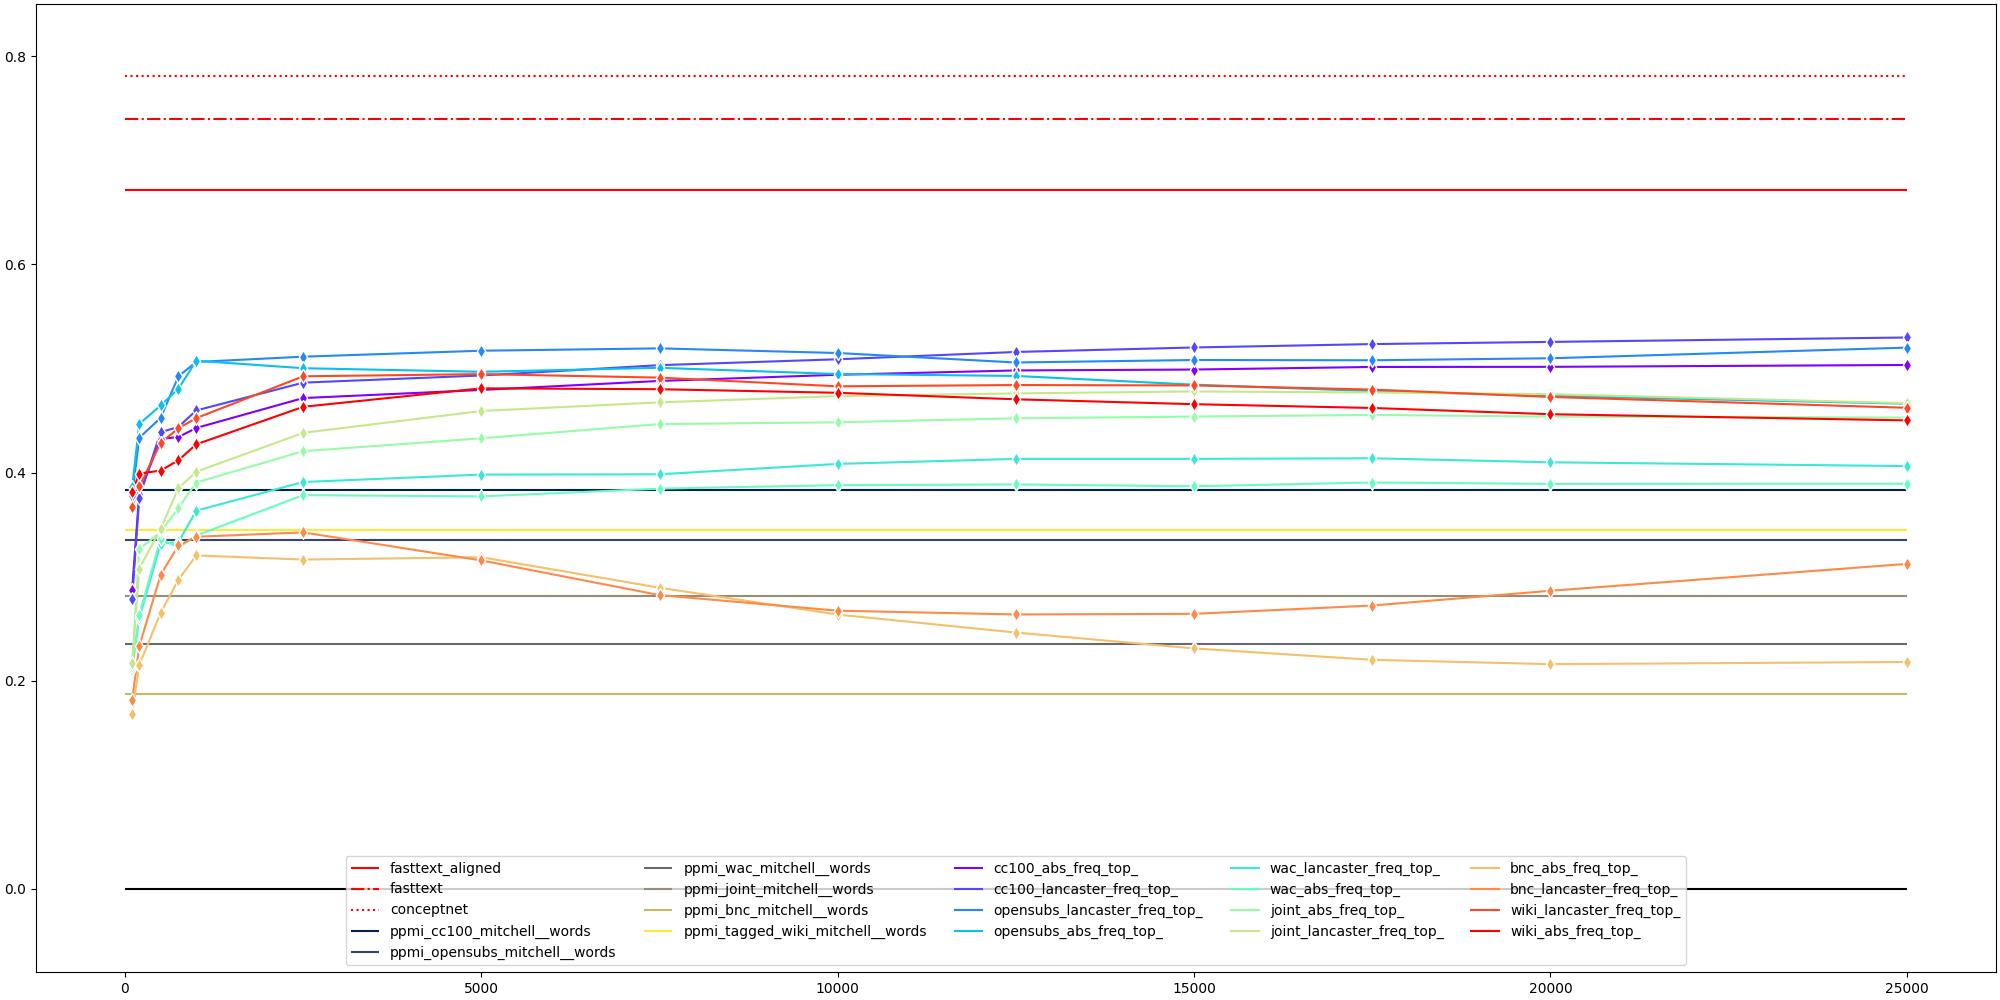 0.8
0.6
0.4
0.2
0.0
fasttext_aligned
fasttext
conceptnet
ppmi_cc100_mitchell__words
ppmi_opensubs_mitchell__words
ppmi_wac_mitchell__words
ppmi_joint_mitchell__words
ppmi_bnc_mitchell__words
ppmi_tagged_wiki_mitchell__words
cc100_abs_freq_top_
cc100_lancaster_freq_top_
opensubs_lancaster_freq_top_
opensubs_abs_freq_top_
wac_lancaster_freq_top_
wac_abs_freq_top_
joint_abs_freq_top_
joint_lancaster_freq_top_
bnc_abs_freq_top_
bnc_lancaster_freq_top_
wiki_lancaster_freq_top_
wiki_abs_freq_top_
0 5000 10000 15000 20000 25000